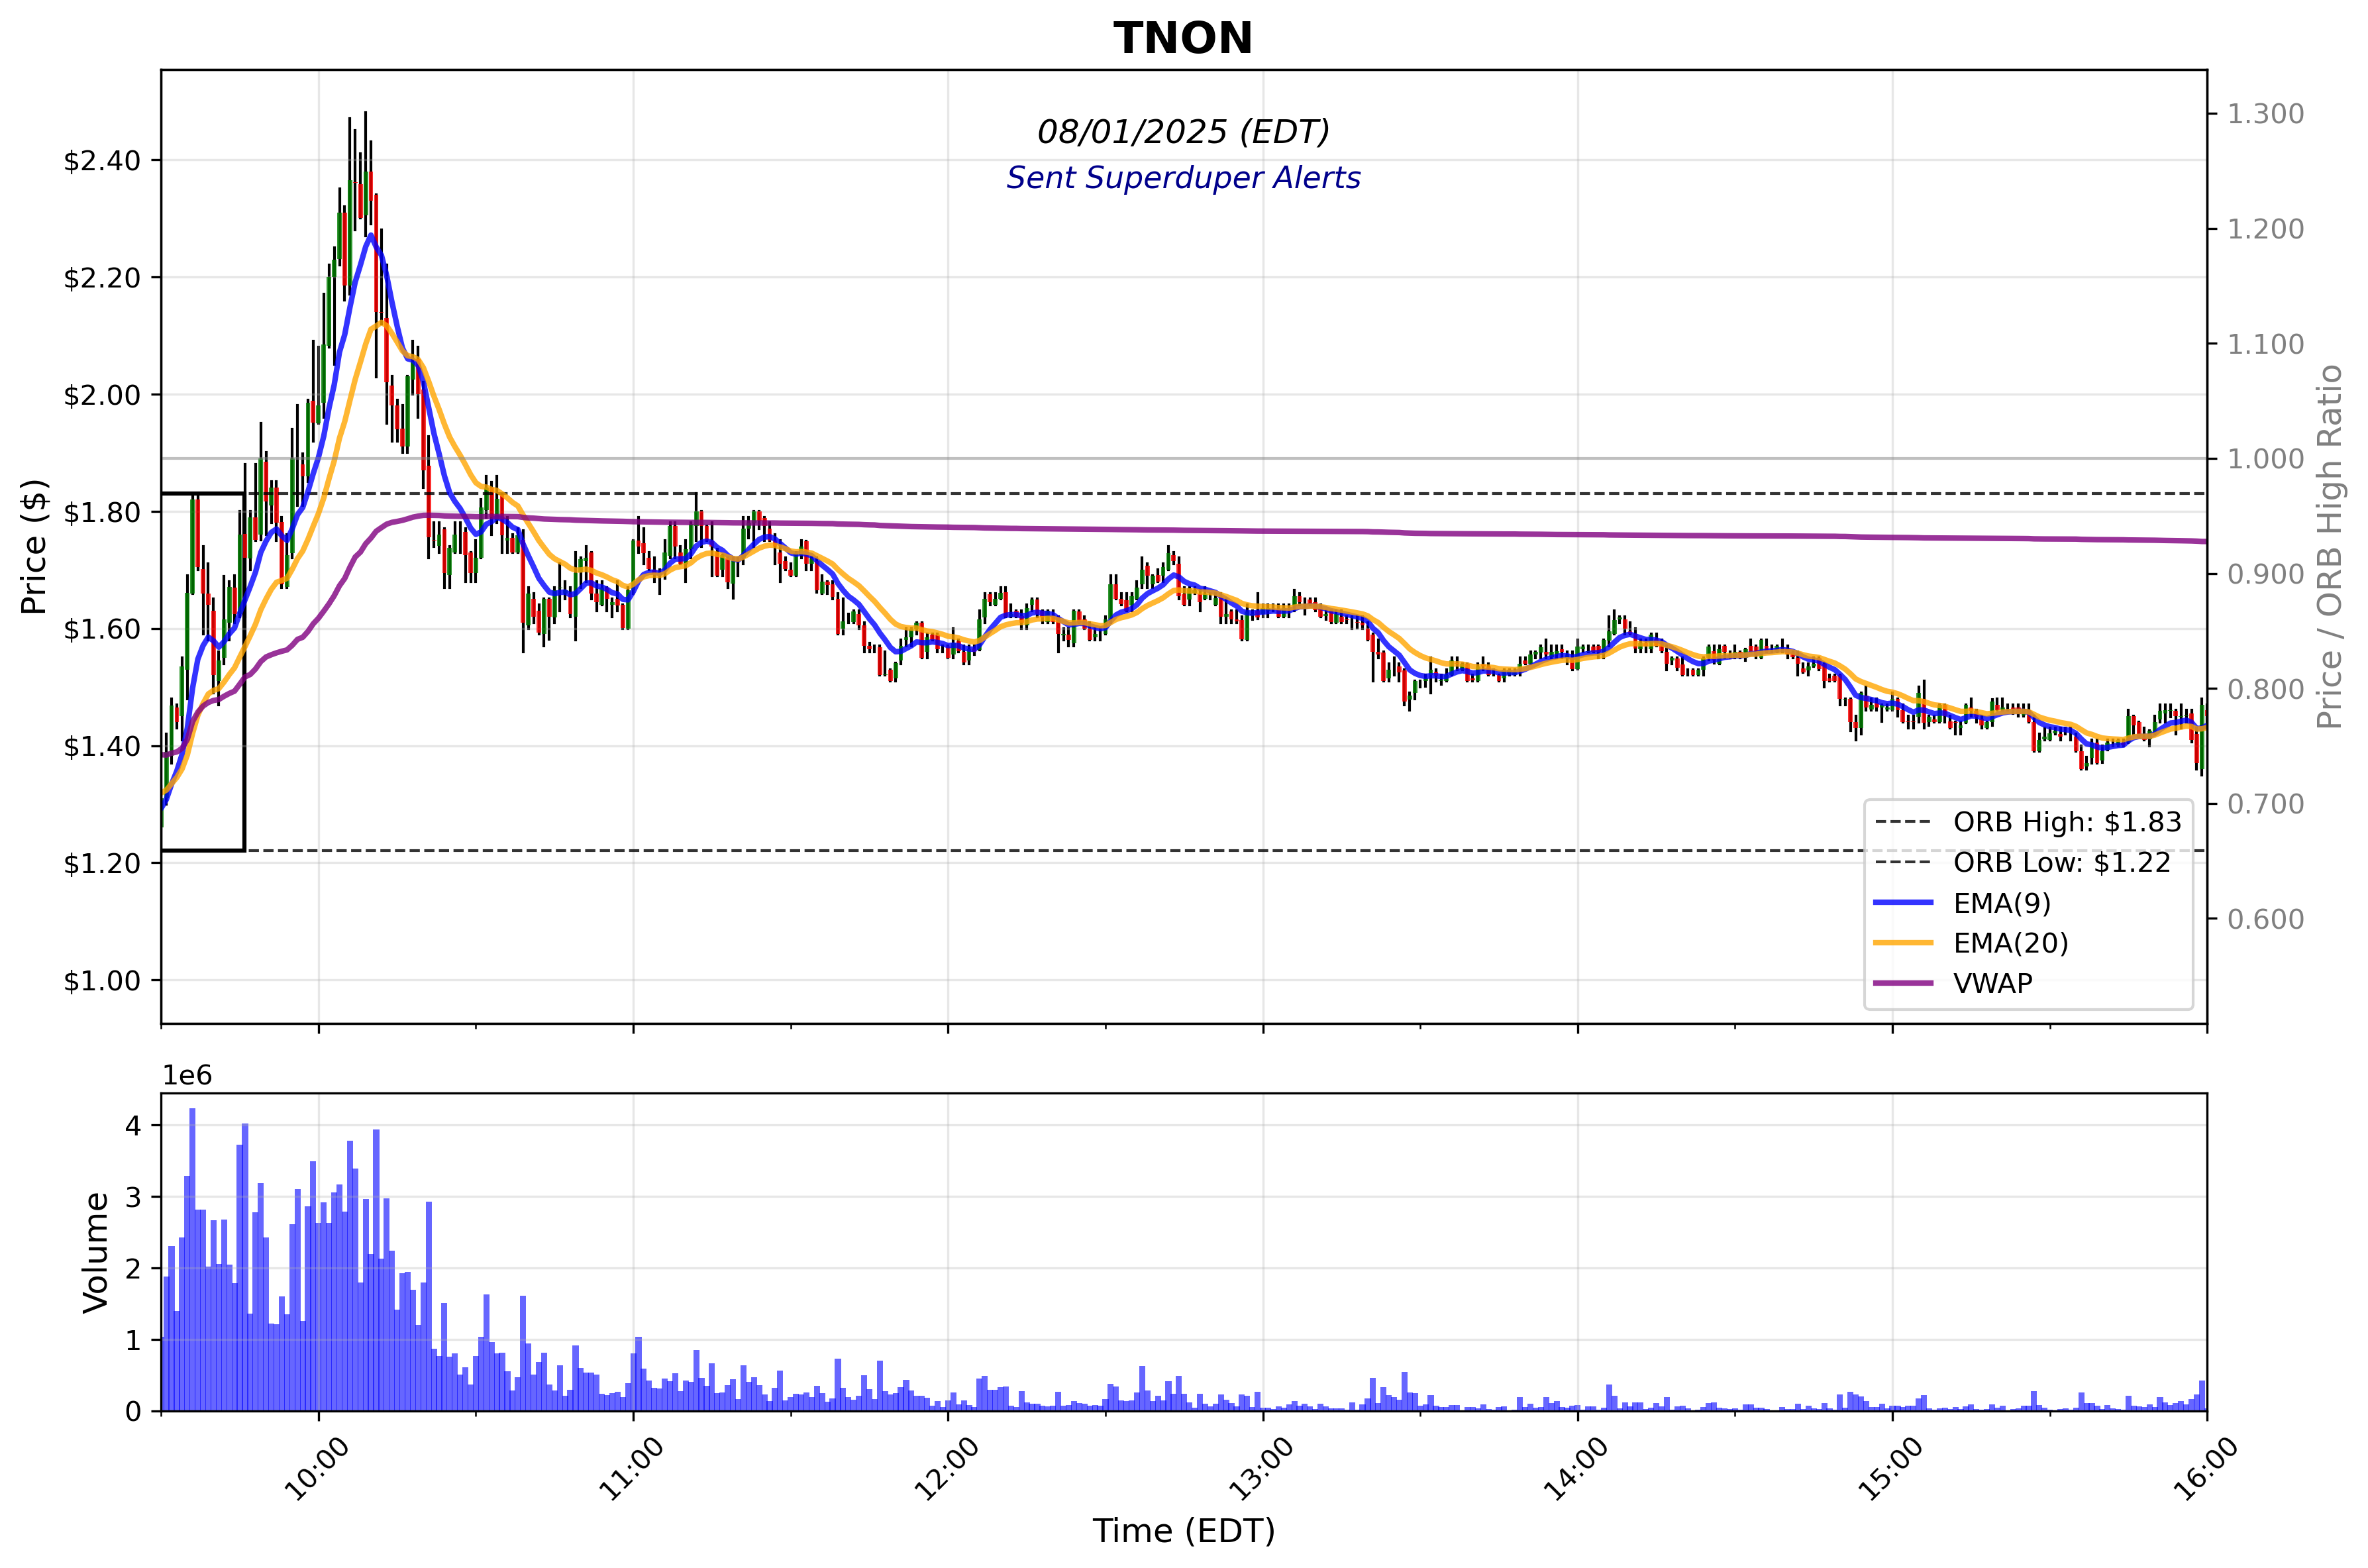 TNON
08/01/2025 (EDT)
Sent Superduper Alerts
Price ($)
$2.40
$2.20
$2.00
$1.80
$1.60
$1.40
$1.20
$1.00
1.300
1.200
1.100
1.000
0.900
0.800
0.700
0.600
Price / ORB High Ratio
ORB High: $1.83
ORB Low: $1.22
EMA(9)
EMA(20)
VWAP
1e6
Volume
4
3
2
1
0
10:00
11:00
12:00
13:00
14:00
15:00
16:00
Time (EDT)